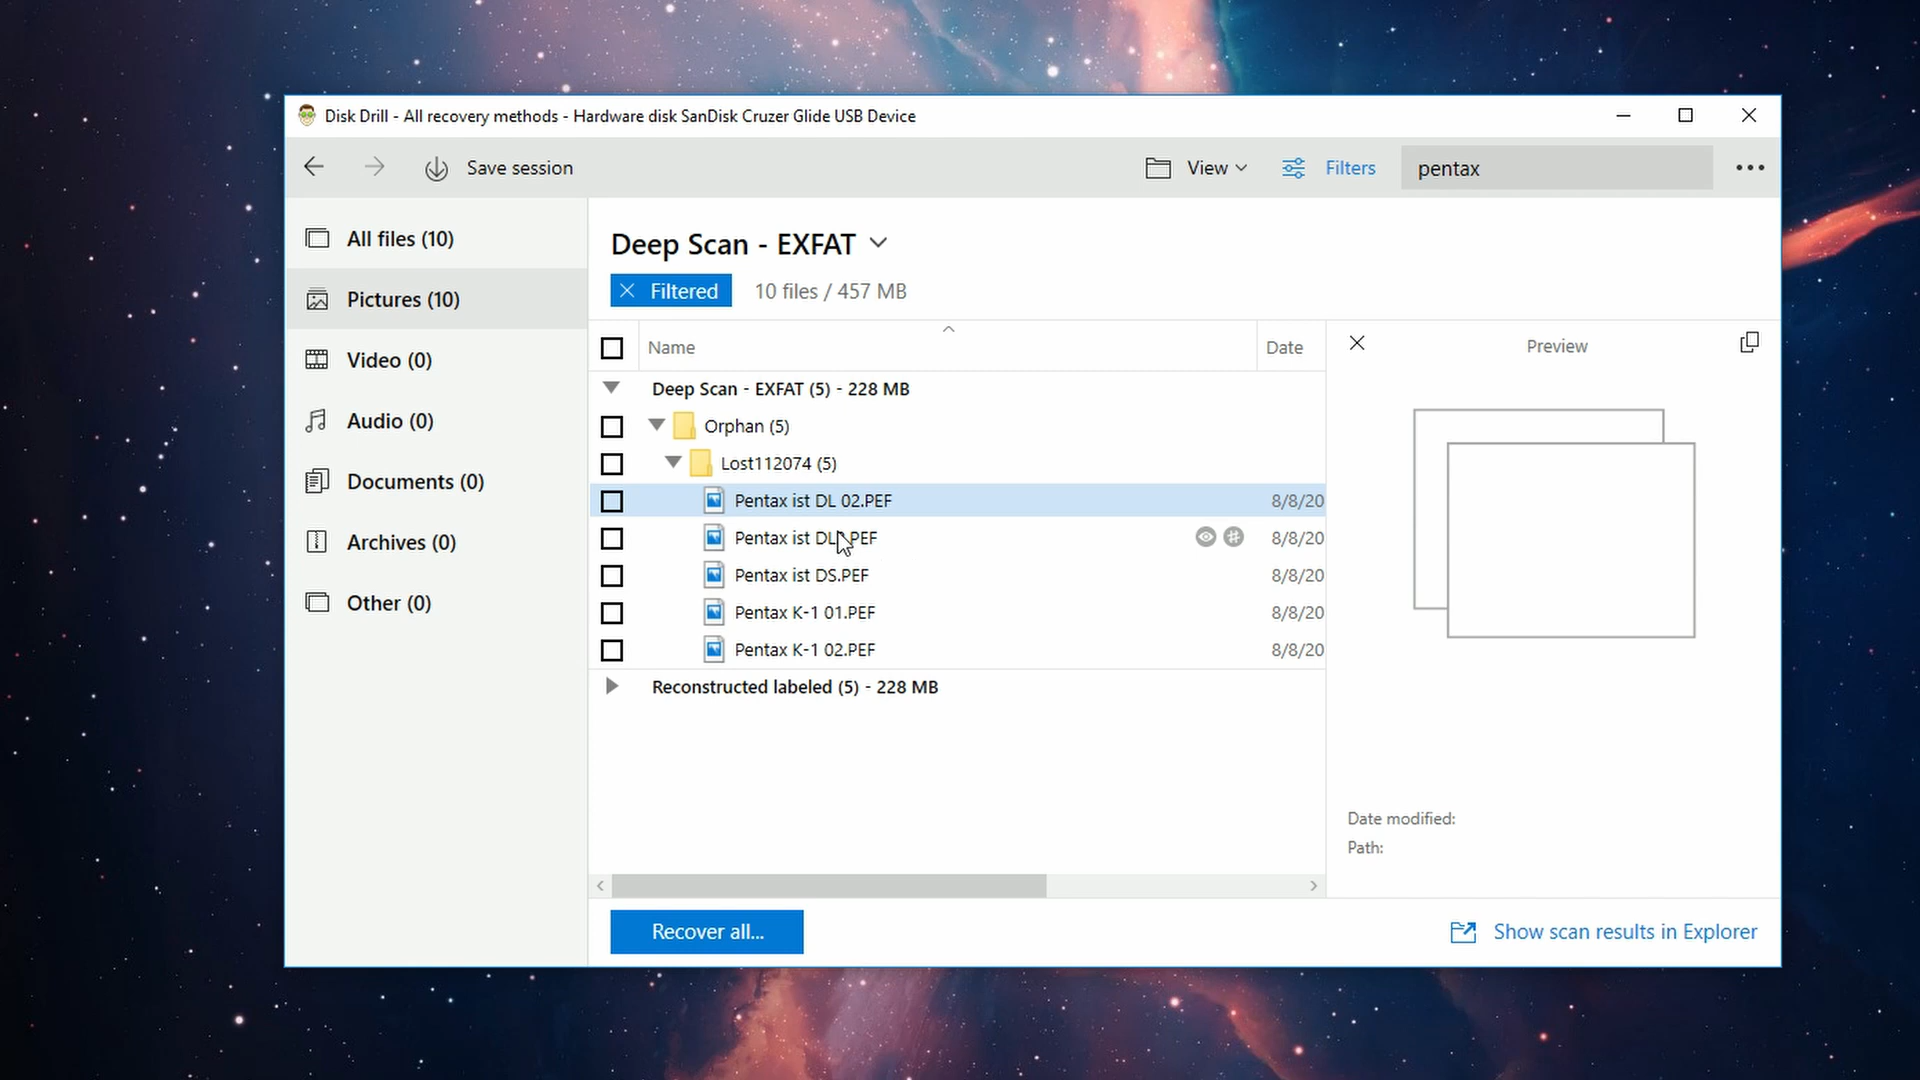 Disk Drill - All recovery methods - Hardware disk SanDisk Cruzer Glide USB Device
Save session
View
Filters
pentax
All files (10)
Pictures (10)
Video (0)
Audio (0)
Documents (0)
Archives (0)
Other (0)
Deep Scan - EXFAT
Filtered
10 files / 457 MB
Name
Date
Deep Scan - EXFAT (5) - 228 MB
Orphan (5)
Lost112074 (5)
Pentax ist DL 02.PEF 8/8/20
Pentax ist .PEF 8/8/20
Pentax ist DS.PEF 8/8/20
Pentax K-1 01.PEF 8/8/20
Pentax K-1 02.PEF 8/8/20
Reconstructed labeled (5) - 228 MB
Preview
Date modified:
Path:
Recover all...
Show scan results in Explorer